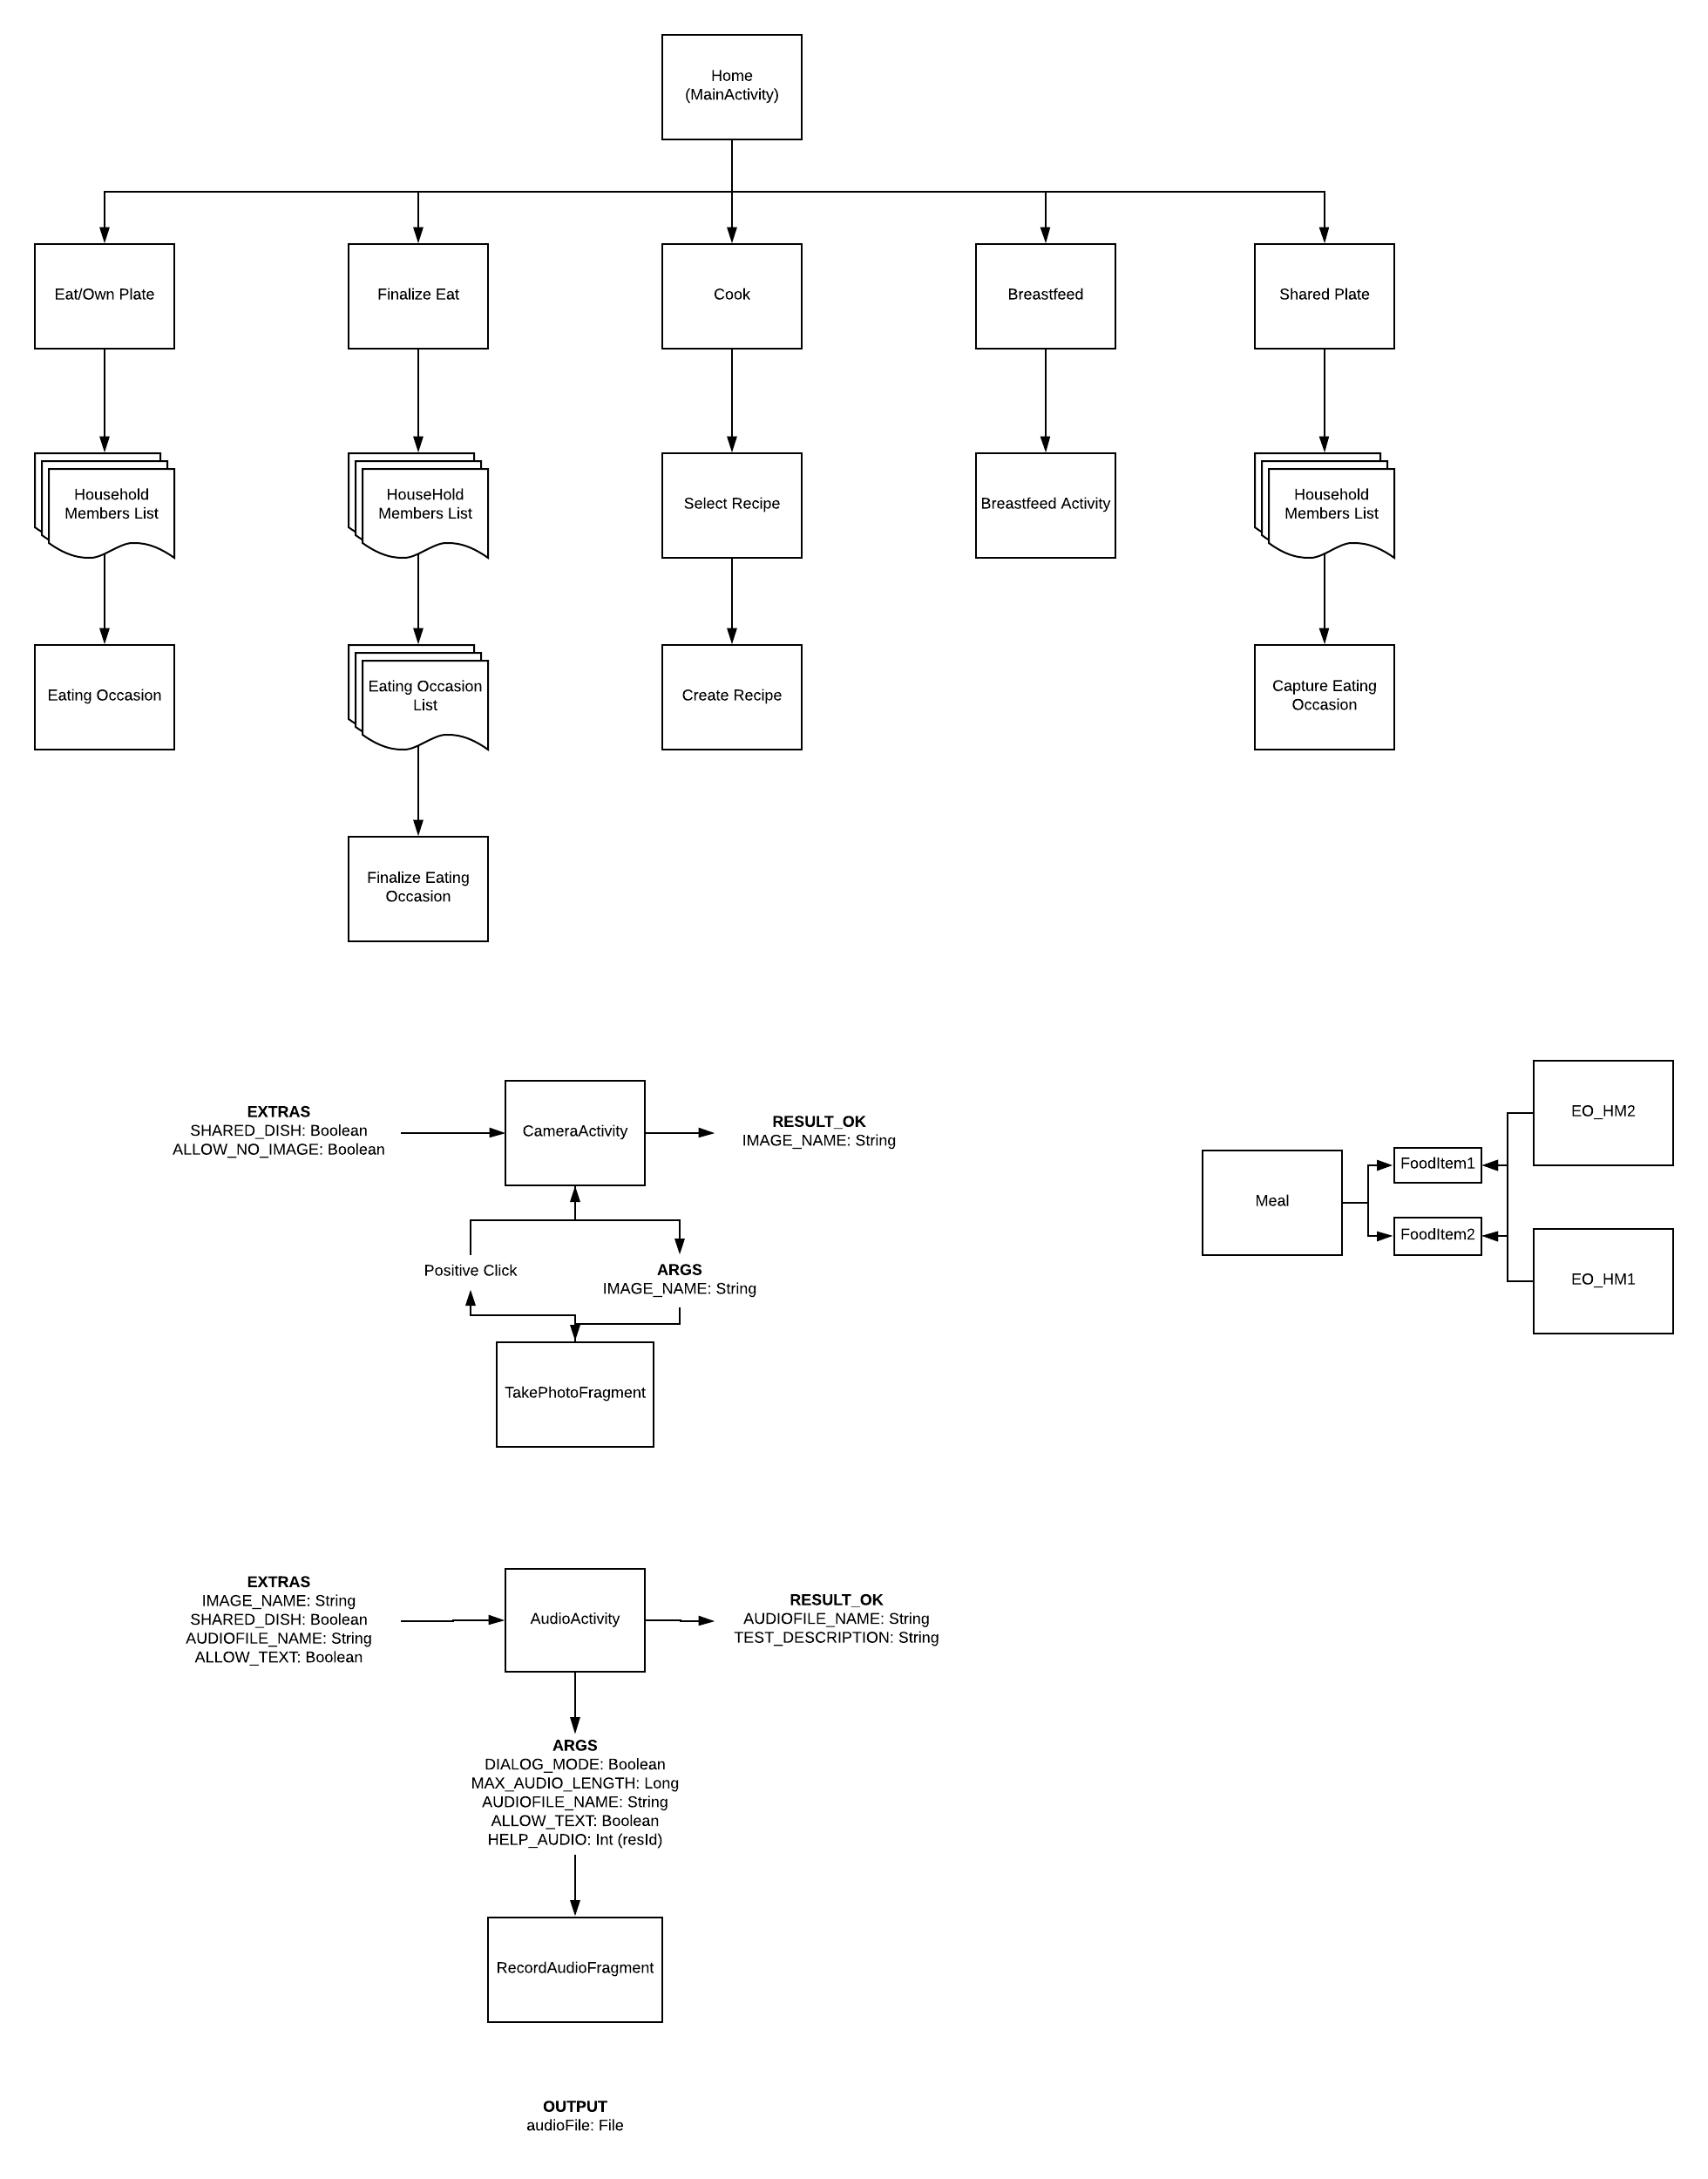 Home
(MainActivity)
Eat/Own Plate
Finalize Eat
Cook
Breastfeed
Shared Plate
Household
Members List
HouseHold
Members List
Select Recipe
Breastfeed Activity
Household
Members List
Eating Occasion
Eating Occasion
List
Create Recipe
Capture Eating
Occasion
Finalize Eating
Occasion
EXTRAS
SHARED_DISH: Boolean
ALLOW_NO_IMAGE: Boolean
CameraActivity
RESULT_OK
IMAGE_NAME: String
Positive Click
ARGS
IMAGE_NAME: String
TakePhotoFragment
Meal
FoodItem1
FoodItem2
EO_HM2
EO_HM1
EXTRAS
IMAGE_NAME: String
SHARED_DISH: Boolean
AUDIOFILE_NAME: String
ALLOW_TEXT: Boolean
AudioActivity
RESULT_OK
AUDIOFILE_NAME: String
TEST_DESCRIPTION: String
ARGS
DIALOG_MODE: Boolean
MAX_AUDIO_LENGTH: Long
AUDIOFILE_NAME: String
ALLOW_TEXT: Boolean
HELP_AUDIO: Int (resId)
RecordAudioFragment
OUTPUT
audioFile: File